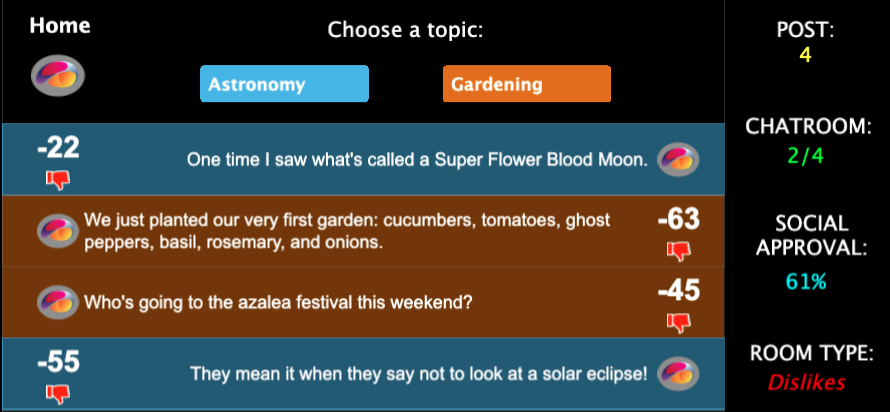 Home
Choose a topic:
Astronomy
Gardening
-22
One time I saw what's called a Super Flower Blood Moon.
We just planted our very first garden: cucumbers, tomatoes, ghost
peppers, basil, rosemary, and onions.
-63
Who's going to the azalea festival this weekend?
-45
-55
They mean it when they say not to look at a solar eclipse!
POST:
4
CHATROOM:
2/4
SOCIAL
APPROVAL:
61%
ROOM TYPE:
Dislikes